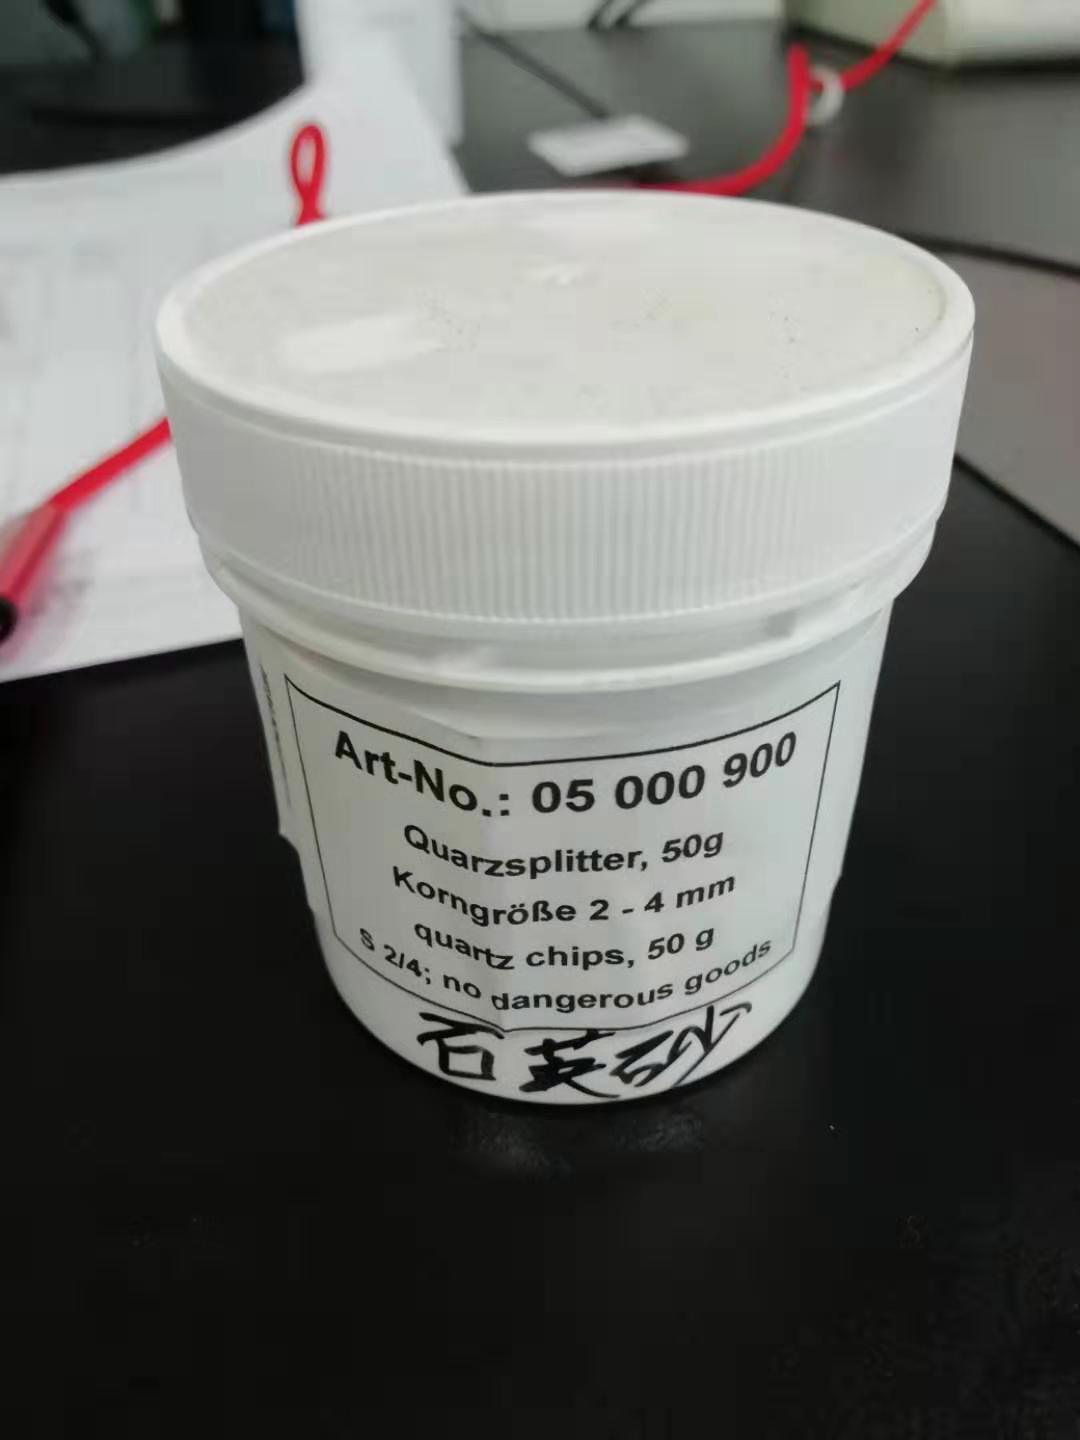 Art-No.: 05 000 900
Quarzsplitter, 50g
Korngröße 2 - 4 mm
quartz chips, 50 g
S 2/4; no dangerous goods
石英砂